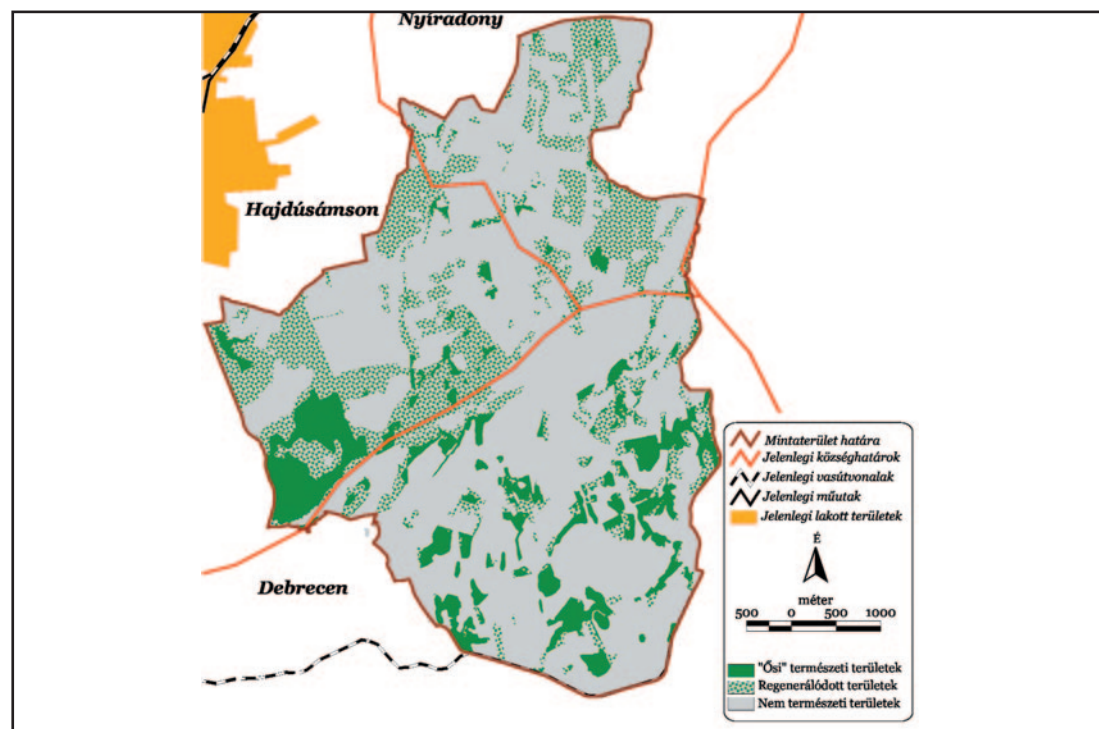 Nyíradony
Hajdúsámson
Debrecen
Mintaterület határa
Jelenlegi községhatárok
Jelenlegi vasútvonalak
Jelenlegi műutak
Jelenlegi lakott területek
É
méter
500 0 500 1000
"Ősi" természeti területek
Regenerálódott területek
Nem természeti területek